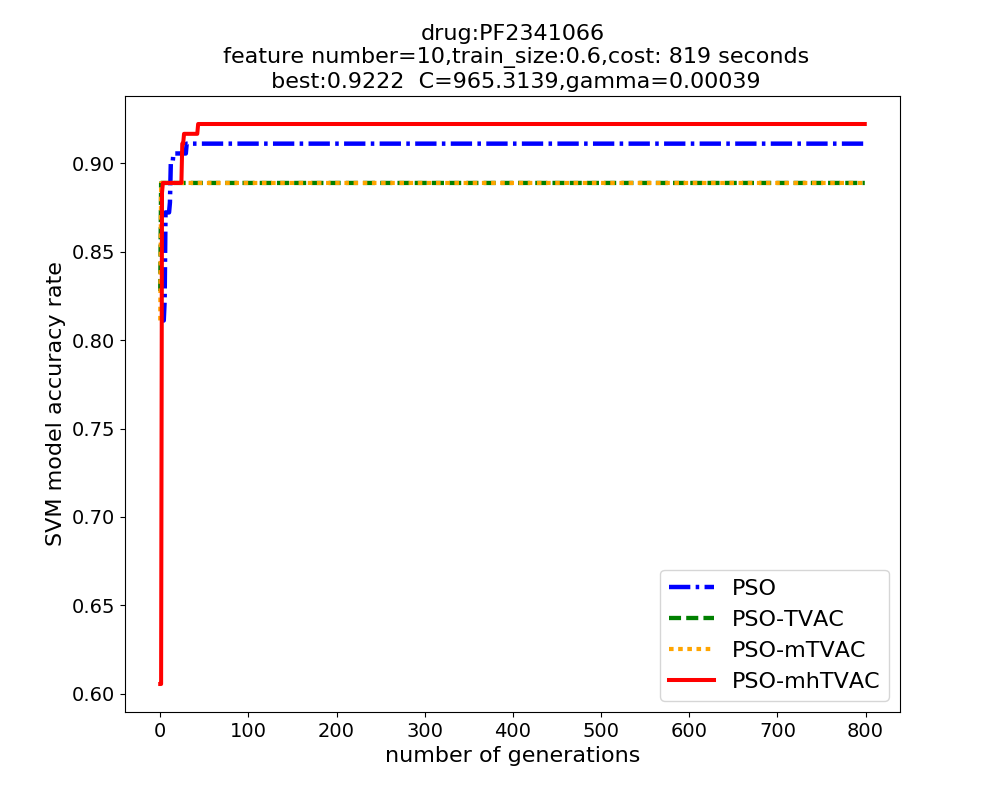 drug:PF2341066
feature number=10,train_size:0.6,cost: 819 seconds
best:0.9222  C=965.3139,gamma=0.00039
SVM model accuracy rate
0.90
0.85
0.80
0.75
0.70
0.65
0.60
PSO
PSO-TVAC
PSO-mTVAC
PSO-mhTVAC
0 100 200 300 400 500 600 700 800
number of generations